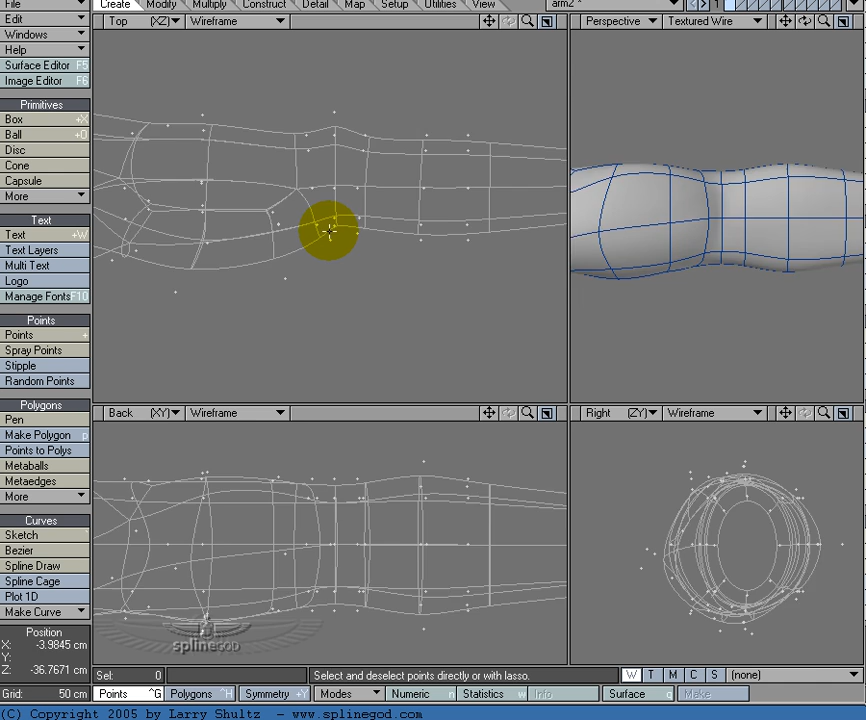 File Create Modify Multiply Construct Detail Map Setup Utilities View arm2 * 1
Edit Top (XZ) Wireframe Perspective Textured Wire
Windows
Help
Surface Editor F5
Image Editor F6
Primitives
Box +X
Ball +O
Disc
Cone
Capsule
More
Text
Text +W
Text Layers
Multi Text
Logo
Manage Fonts F10
Points
Points +
Spray Points
Stipple
Random Points
Polygons
Back (XY) Wireframe Right (ZY) Wireframe
Pen
Make Polygon p
Points to Polys
Metaballs
Metaedges
More
Curves
Sketch
Bezier
Spline Draw
Spline Cage
Plot 1D
Make Curve
Position
X: -3.9845 cm
Y:
splineGOD
Z: -36.7671 cm
Sel: 0 Select and deselect points directly or with lasso. W T M C S (none)
Grid: 50 cm Points ^G Polygons ^H Symmetry +Y Modes Numeric n Statistics w Info i Surface q Make
(C) Copyright 2005 by Larry Shultz - www.splinegod.com